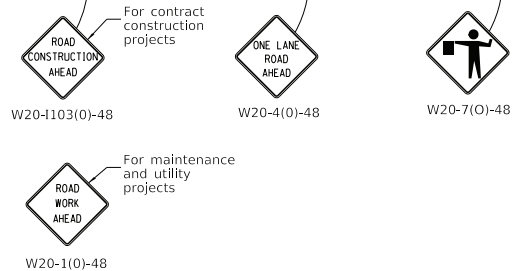 For contract
construction
projects
ROAD
CONSTRUCTION
AHEAD
W20-I103(0)-48
ONE LANE
ROAD
AHEAD
W20-4(0)-48
W20-7(O)-48
For maintenance
and utility
projects
ROAD
WORK
AHEAD
W20-1(0)-48